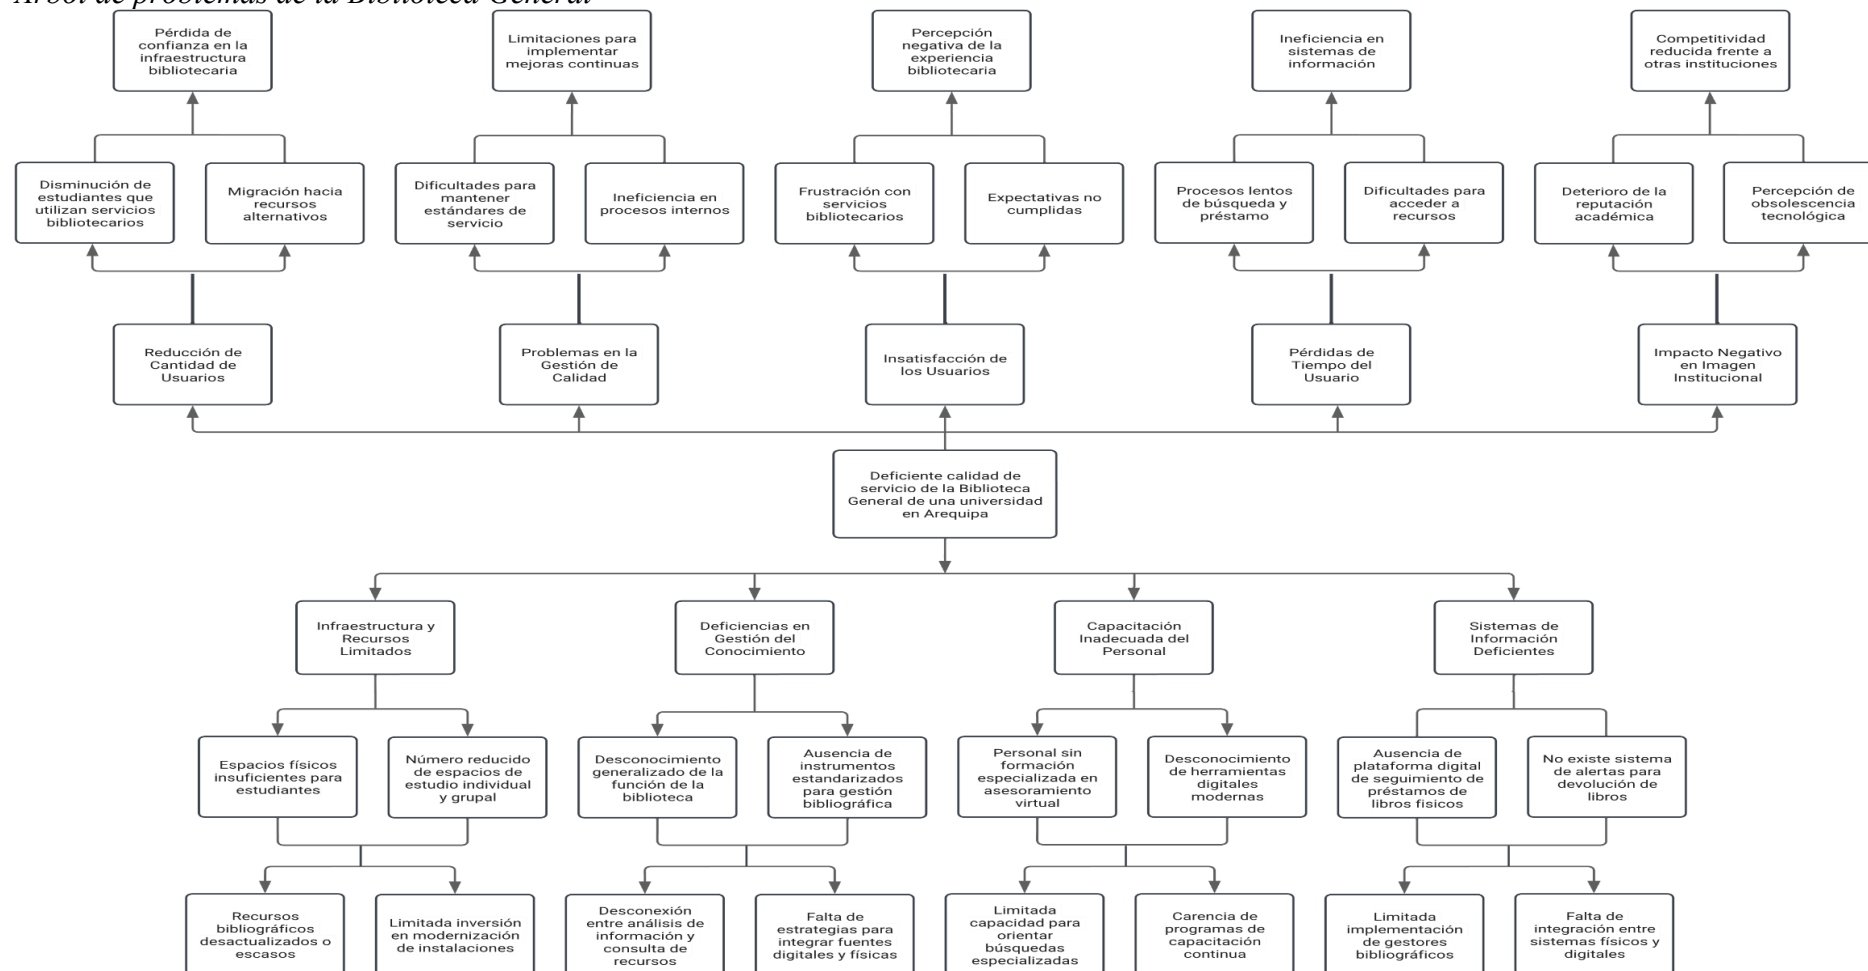 Árbol de problemas de la Biblioteca General
Pérdida de
confianza en la
infraestructura
bibliotecaria
Limitaciones para
implementar
mejoras continuas
Percepción
negativa de la
experiencia
bibliotecaria
Ineficiencia en
sistemas de
información
Competitividad
reducida frente a
otras instituciones
Disminución de
estudiantes que
utilizan servicios
bibliotecarios
Migración hacia
recursos
alternativos
Dificultades para
mantener
estándares de
servicio
Ineficiencia en
procesos internos
Frustración con
servicios
bibliotecarios
Expectativas no
cumplidas
Procesos lentos
de búsqueda y
préstamo
Dificultades para
acceder a
recursos
Deterioro de la
reputación
académica
Percepción de
obsolescencia
tecnológica
Reducción de
Cantidad de
Usuarios
Problemas en la
Gestión de
Calidad
Insatisfacción de
los Usuarios
Pérdidas de
Tiempo del
Usuario
Impacto Negativo
en Imagen
Institucional
Deficiente calidad de
servicio de la Biblioteca
General de una universidad
en Arequipa
Infraestructura y
Recursos
Limitados
Deficiencias en
Gestión del
Conocimiento
Capacitación
Inadecuada del
Personal
Sistemas de
Información
Deficientes
Espacios físicos
insuficientes para
estudiantes
Número reducido
de espacios de
estudio individual
y grupal
Desconocimiento
generalizado de la
función de la
biblioteca
Ausencia de
instrumentos
estandarizados
para gestión
bibliográfica
Personal sin
formación
especializada en
asesoramiento
virtual
Desconocimiento
de herramientas
digitales
modernas
Ausencia de
plataforma digital
de seguimiento de
préstamos de
libros fisicos
No existe sistema
de alertas para
devolución de
libros
Recursos
bibliográficos
desactualizados o
escasos
Limitada inversión
en modernización
de instalaciones
Desconexión
entre análisis de
información y
consulta de
recursos
Falta de
estrategias para
integrar fuentes
digitales y físicas
Limitada
capacidad para
orientar
búsquedas
especializadas
Carencia de
programas de
capacitación
continua
Limitada
implementación
de gestores
bibliográficos
Falta de
integración entre
sistemas físicos y
digitales